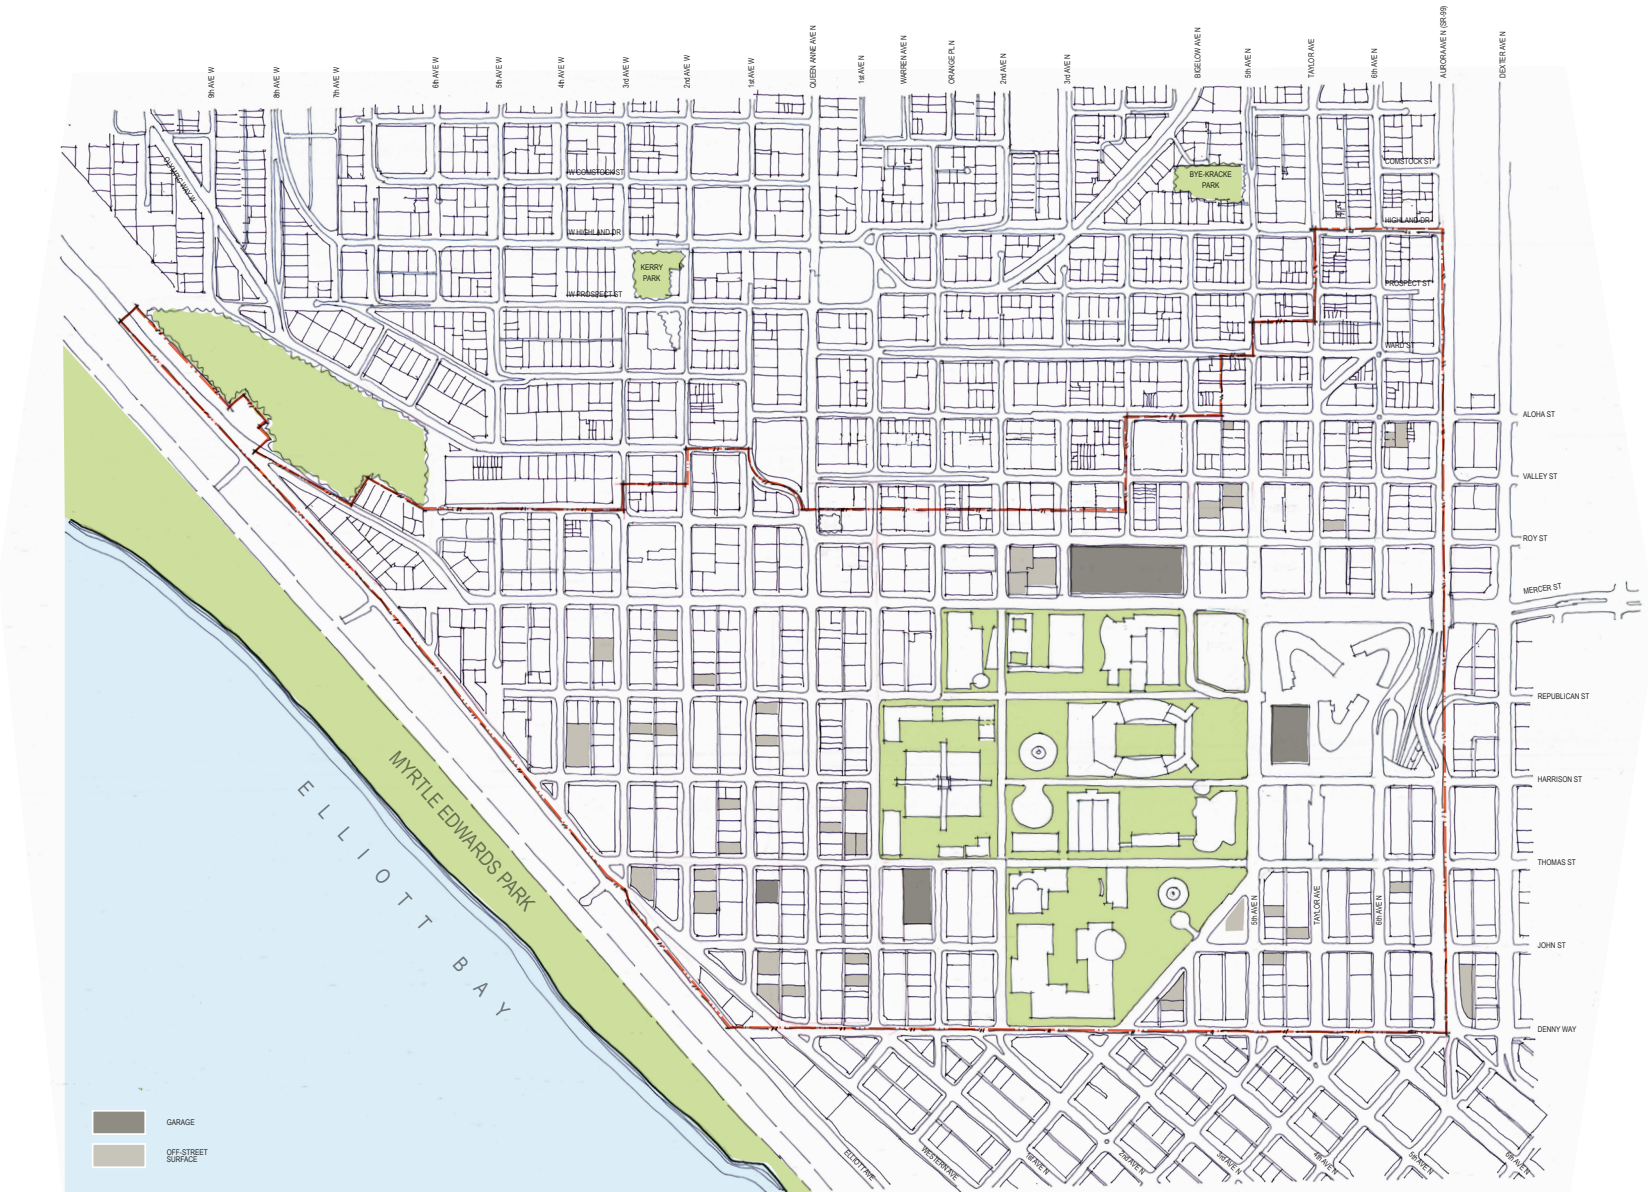 9th AVE W
8th AVE W
7th AVE W
6th AVE W
5th AVE W
4th AVE W
3rd AVE W
2nd AVE W
1st AVE W
QUEEN ANNE AVE N
1st AVE N
WARREN AVE N
ORANGE PL N
2nd AVE N
3rd AVE N
BIGELOW AVE N
5th AVE N
TAYLOR AVE
6th AVE N
AURORA AVE N (SR-99)
DEXTER AVE N
OLYMPIC WAY W
W COMSTOCK ST
COMSTOCK ST
BYE-KRACKE
PARK
W HIGHLAND DR
HIGHLAND DR
KERRY
PARK
W PROSPECT ST
PROSPECT ST
WARD ST
ALOHA ST
VALLEY ST
ROY ST
MERCER ST
REPUBLICAN ST
HARRISON ST
THOMAS ST
5th AVE N
TAYLOR AVE
6th AVE N
JOHN ST
DENNY WAY
MYRTLE EDWARDS PARK
ELLIOTT BAY
ELLIOTT AVE
WESTERN AVE
1st AVE N
2nd AVE N
3rd AVE N
4th AVE N
5th AVE N
6th AVE N
GARAGE
OFF-STREET
SURFACE